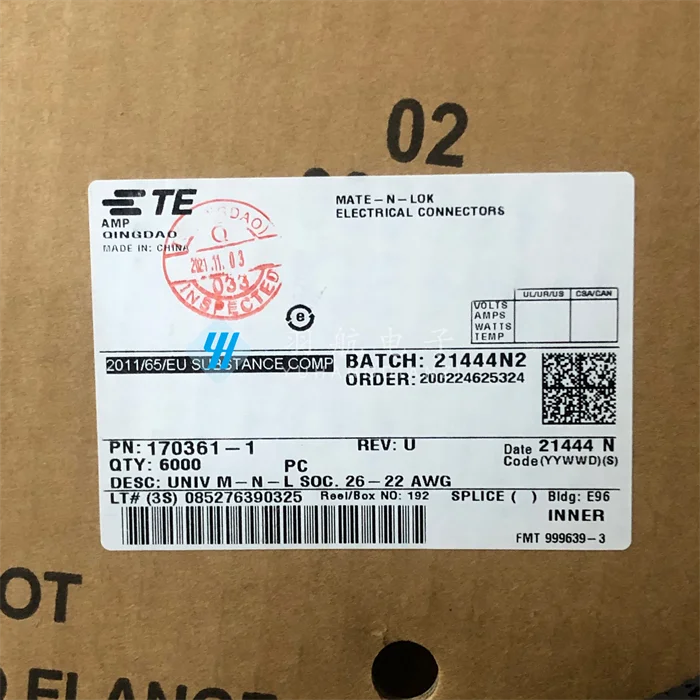 02
TE
MATE-N-LOK
ELECTRICAL CONNECTORS
AMP
QINGDAO
MADE IN: CHINA
QINGDAO
Q
2021.11.03
033
INSPECTED
e
UL/UR/US CSA/CAN
VOLTS
AMPS
WATTS
TEMP
2011/65/EU SUBSTANCE COMP
BATCH: 21444N2
ORDER: 200224625324
PN: 170361-1 REV: U Date 21444 N
QTY: 6000 PC Code (YYWWD)(S)
DESC: UNIV M-N-L SOC. 26-22 AWG
LT# (3S) 085276390325 Reel/Box NO: 192 SPLICE ( ) Bldg: E96
INNER
FMT 999639-3
OT
FLANGE